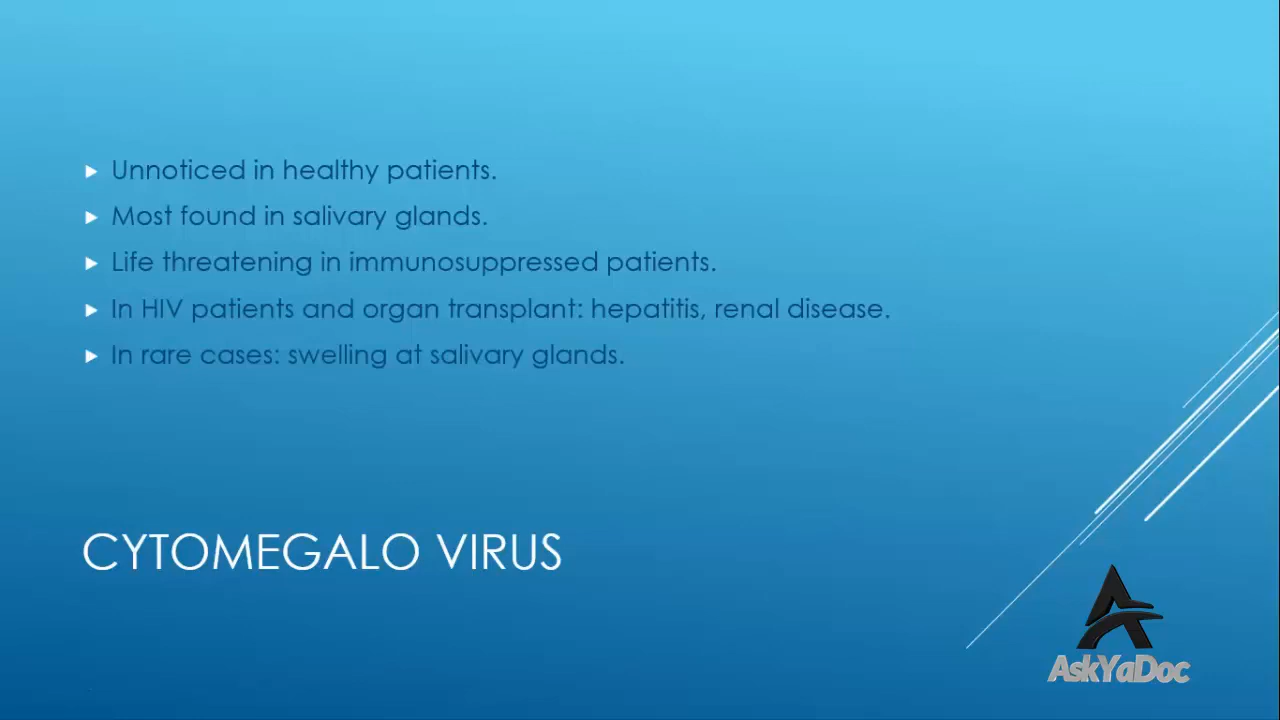 Unnoticed in healthy patients.
Most found in salivary glands.
Life threatening in immunosuppressed patients.
In HIV patients and organ transplant: hepatitis, renal disease.
In rare cases: swelling at salivary glands.
CYTOMEGALO VIRUS
AskYaDoc